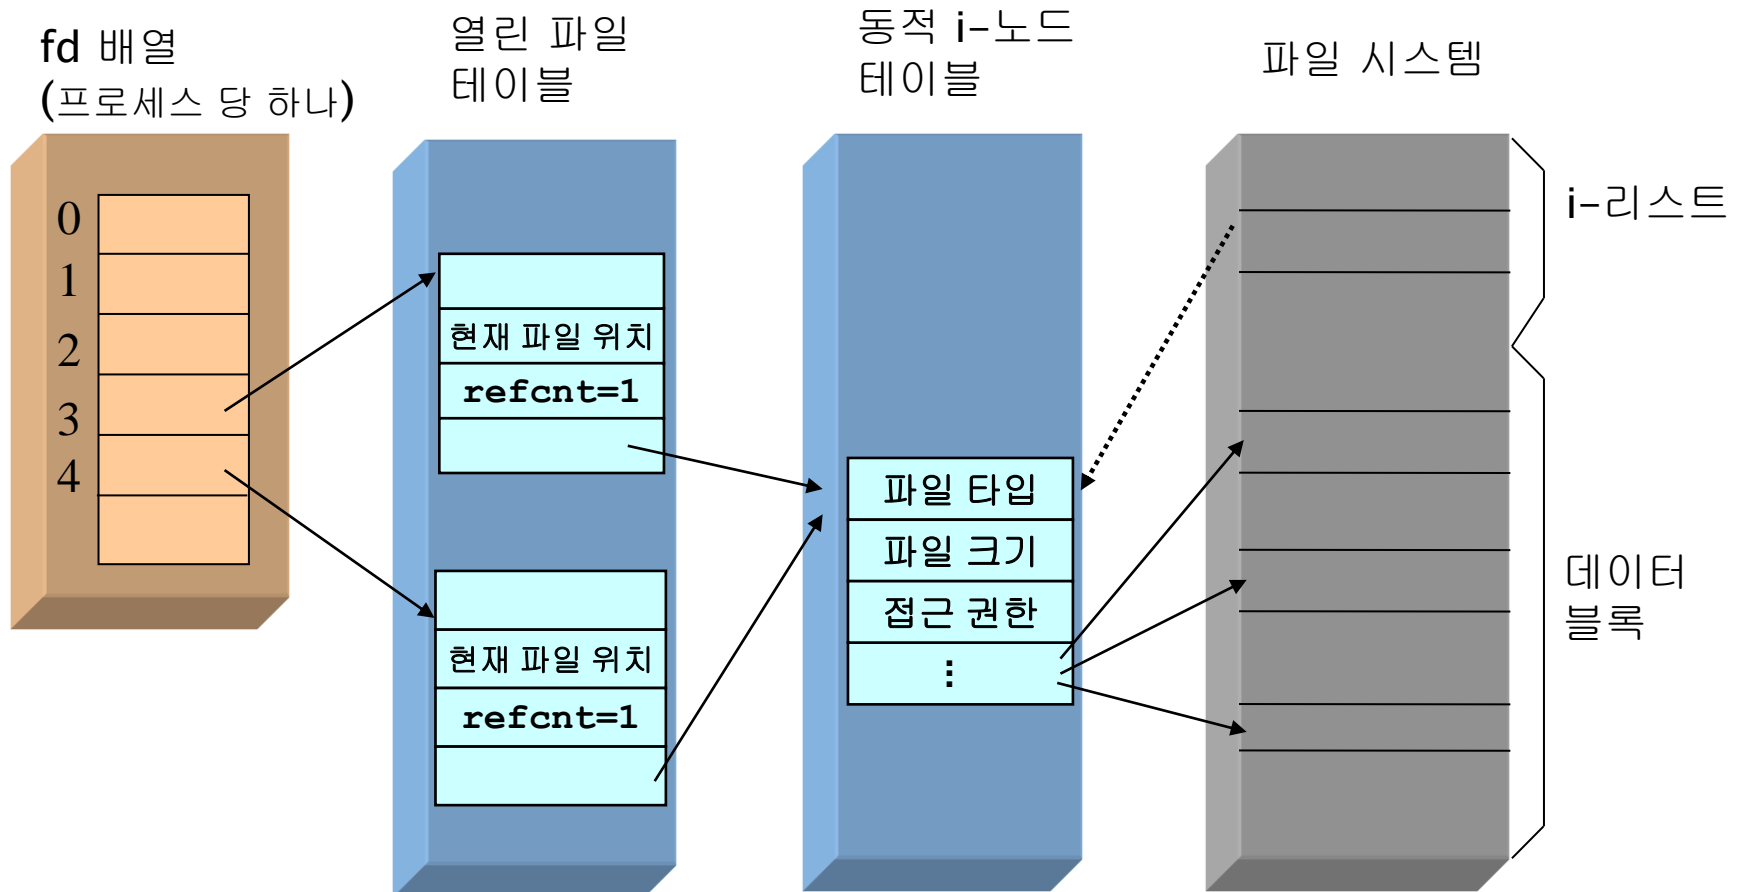 fd 배열
(프로세스 당 하나)
열린 파일
테이블
동적 i-노드
테이블
파일 시스템
0
1
2
3
4
현재 파일 위치
refcnt=1
현재 파일 위치
refcnt=1
파일 타입
파일 크기
접근 권한
⋮
i-리스트
데이터
블록